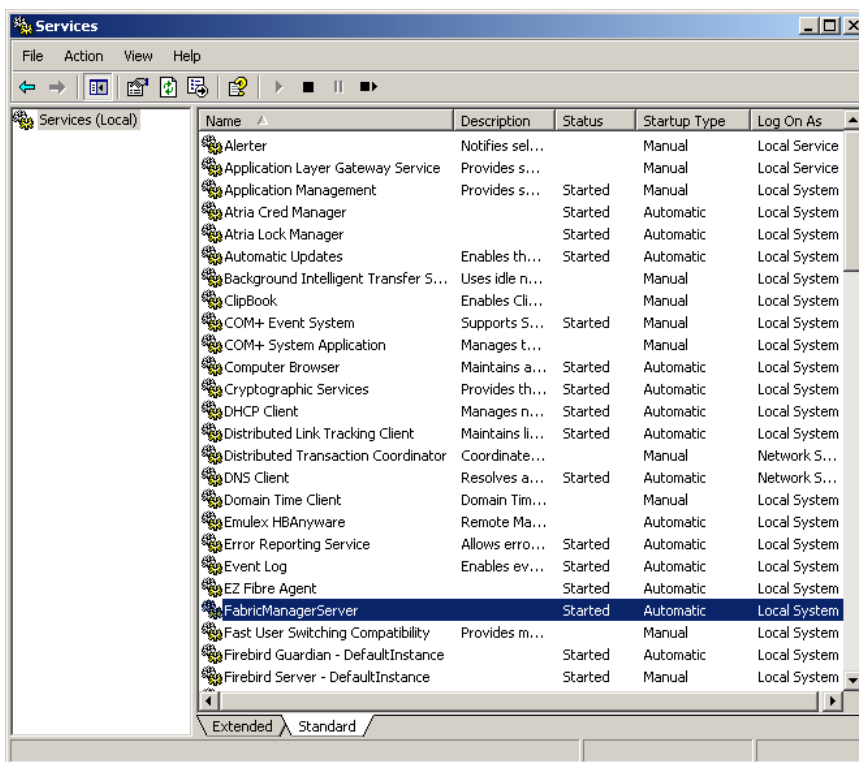 Services
File Action View Help
Services (Local)
Name Description Status Startup Type Log On As
Alerter Notifies sel... Manual Local Service
Application Layer Gateway Service Provides s... Manual Local Service
Application Management Provides s... Started Manual Local System
Atria Cred Manager Started Automatic Local System
Atria Lock Manager Started Automatic Local System
Automatic Updates Enables th... Started Automatic Local System
Background Intelligent Transfer S... Uses idle n... Manual Local System
ClipBook Enables Cli... Manual Local System
COM+ Event System Supports S... Started Manual Local System
COM+ System Application Manages t... Manual Local System
Computer Browser Maintains a... Started Automatic Local System
Cryptographic Services Provides th... Started Automatic Local System
DHCP Client Manages n... Started Automatic Local System
Distributed Link Tracking Client Maintains li... Started Automatic Local System
Distributed Transaction Coordinator Coordinate... Manual Network S...
DNS Client Resolves a... Started Automatic Network S...
Domain Time Client Domain Tim... Manual Local System
Emulex HBAnyware Remote Ma... Automatic Local System
Error Reporting Service Allows erro... Started Automatic Local System
Event Log Enables ev... Started Automatic Local System
EZ Fibre Agent Started Automatic Local System
FabricManagerServer Started Automatic Local System
Fast User Switching Compatibility Provides m... Manual Local System
Firebird Guardian - DefaultInstance Started Automatic Local System
Firebird Server - DefaultInstance Started Manual Local System
Extended Standard